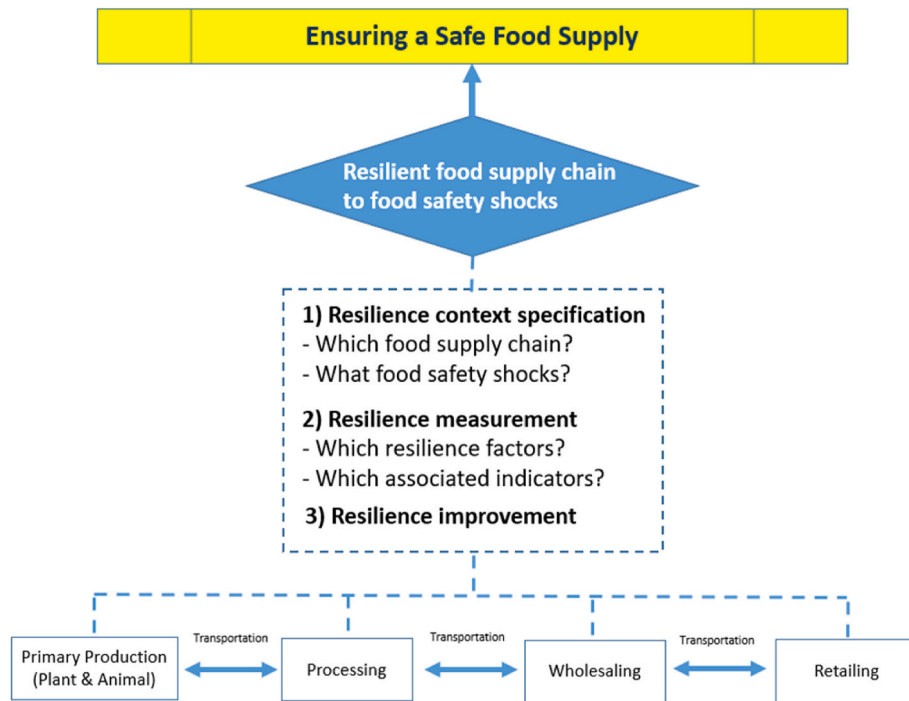 Ensuring a Safe Food Supply
Resilient food supply chain
to food safety shocks
1) Resilience context specification
- Which food supply chain?
- What food safety shocks?
2) Resilience measurement
- Which resilience factors?
- Which associated indicators?
3) Resilience improvement
Transportation
Transportation
Transportation
Primary Production
(Plant & Animal)
Processing
Wholesaling
Retailing